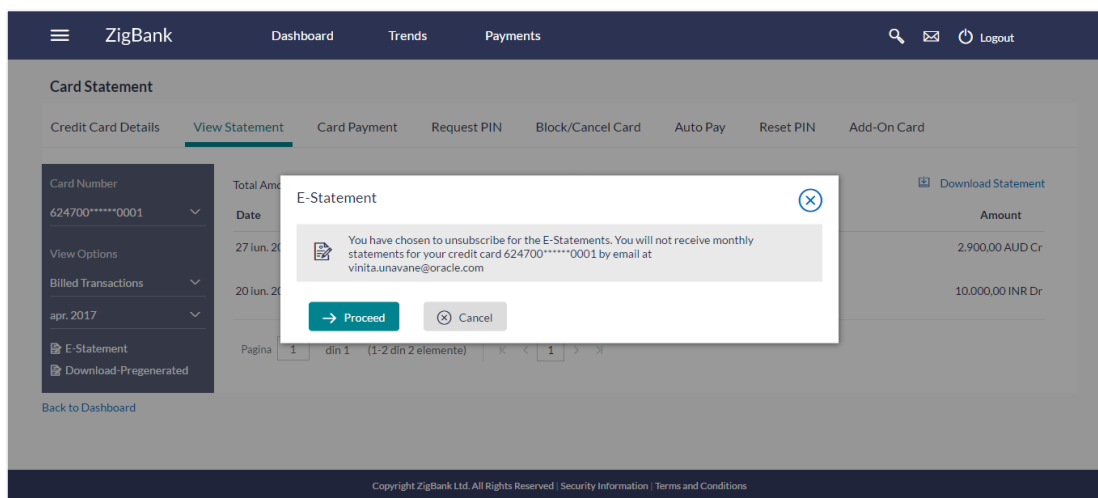 ZigBank Dashboard Trends Payments Logout
Card Statement
Credit Card Details View Statement Card Payment Request PIN Block/Cancel Card Auto Pay Reset PIN Add-On Card
Card Number
624700******0001
View Options
Billed Transactions
apr. 2017
E-Statement
Download-Pregenerated
Back to Dashboard
Total
Download Statement
Date Amount
27 iun. 2.900,00 AUD Cr
20 iun. 10.000,00 INR Dr
E-Statement
You have chosen to unsubscribe for the E-Statements. You will not receive monthly
statements for your credit card 624700******0001 by email at
vinita.unavane@oracle.com
Proceed Cancel
Pagina 1 din 1 (1-2 din 2 elemente) 1
Copyright ZigBank Ltd. All Rights Reserved | Security Information | Terms and Conditions